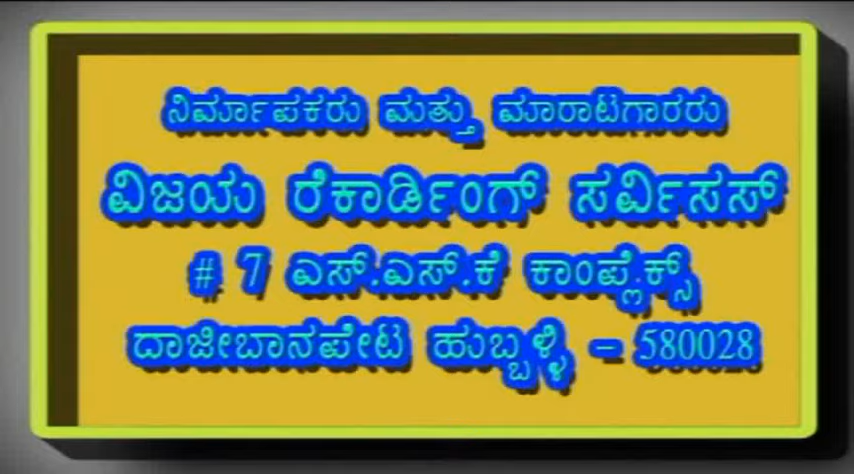 ನಿರ್ಮಾಪಕರು ಮತ್ತು ಮಾರಾಟಗಾರರು
ವಿಜಯ ರೆಕಾರ್ಡಿಂಗ್ ಸರ್ವಿಸಸ್
# 7 ಎಸ್.ಎಸ್.ಕೆ ಕಾಂಪ್ಲೆಕ್ಸ್
ದಾಜೀಬಾನಪೇಟ ಹುಬ್ಬಳ್ಳಿ - 580028